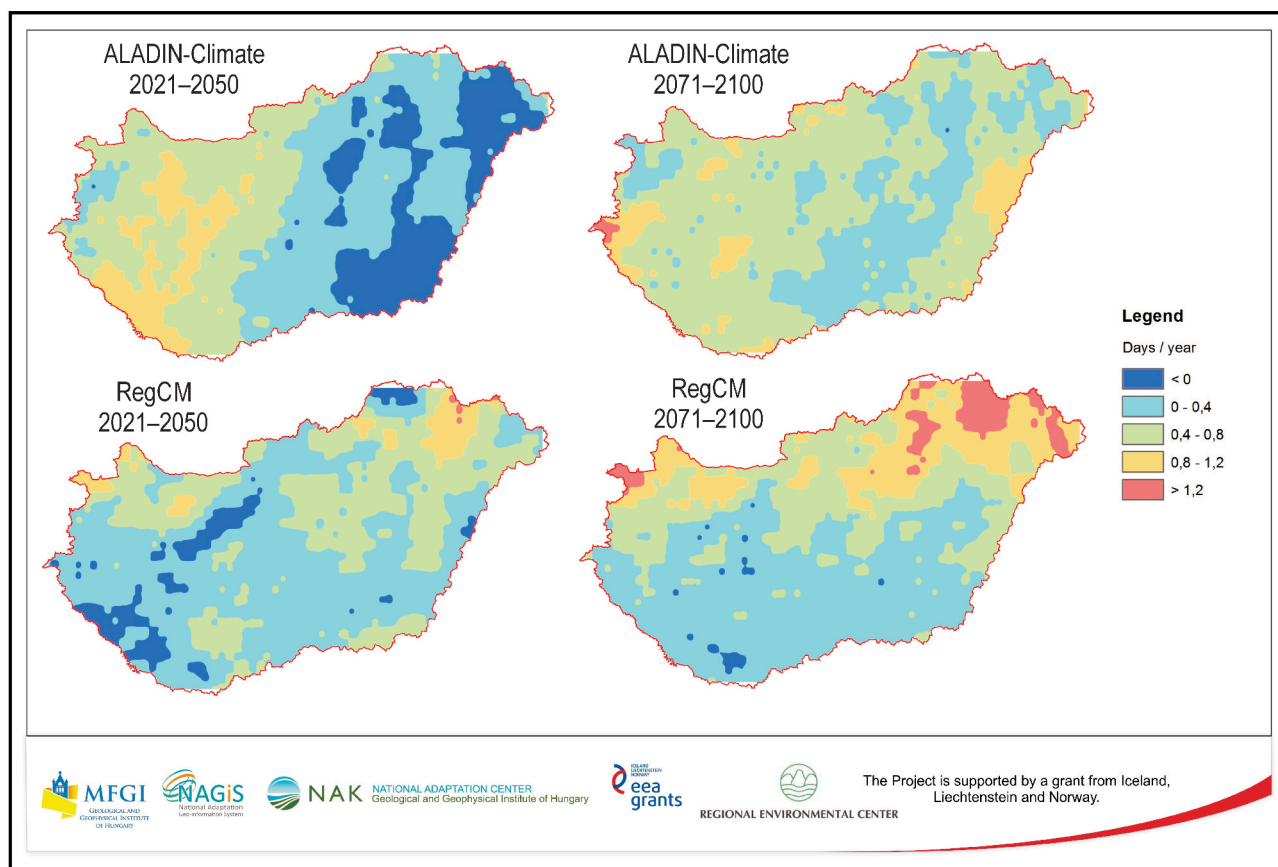 ALADIN-Climate
2021–2050
ALADIN-Climate
2071–2100
RegCM
2021–2050
RegCM
2071–2100
Legend
Days / year
< 0
0 - 0,4
0,4 - 0,8
0,8 - 1,2
> 1,2
MFGI
GEOLOGICAL AND
GEOPHYSICAL INSTITUTE
OF HUNGARY
NAGiS
National Adaptation
Geo-information System
NAK
NATIONAL ADAPTATION CENTER
Geological and Geophysical Institute of Hungary
ICELAND
LIECHTENSTEIN
NORWAY
eea
grants
REGIONAL ENVIRONMENTAL CENTER
The Project is supported by a grant from Iceland,
Liechtenstein and Norway.